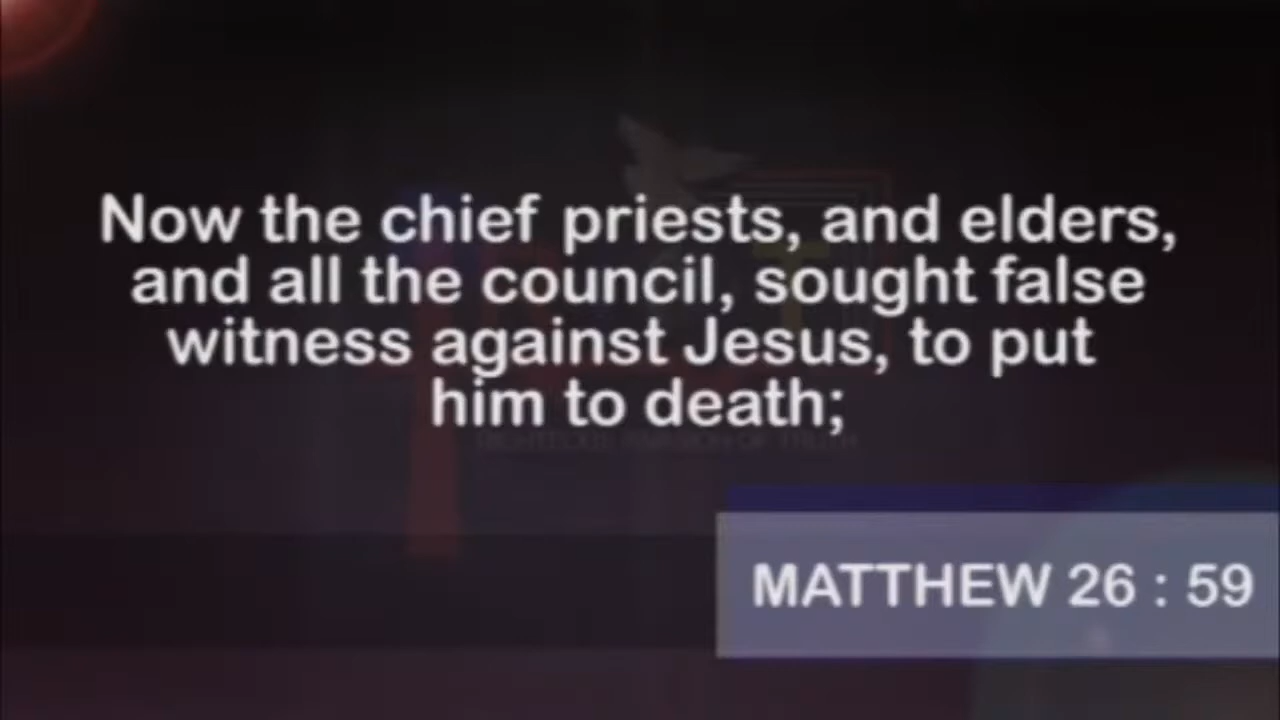 Now the chief priests, and elders,
and all the council, sought false
witness against Jesus, to put
him to death;
MATTHEW 26 : 59